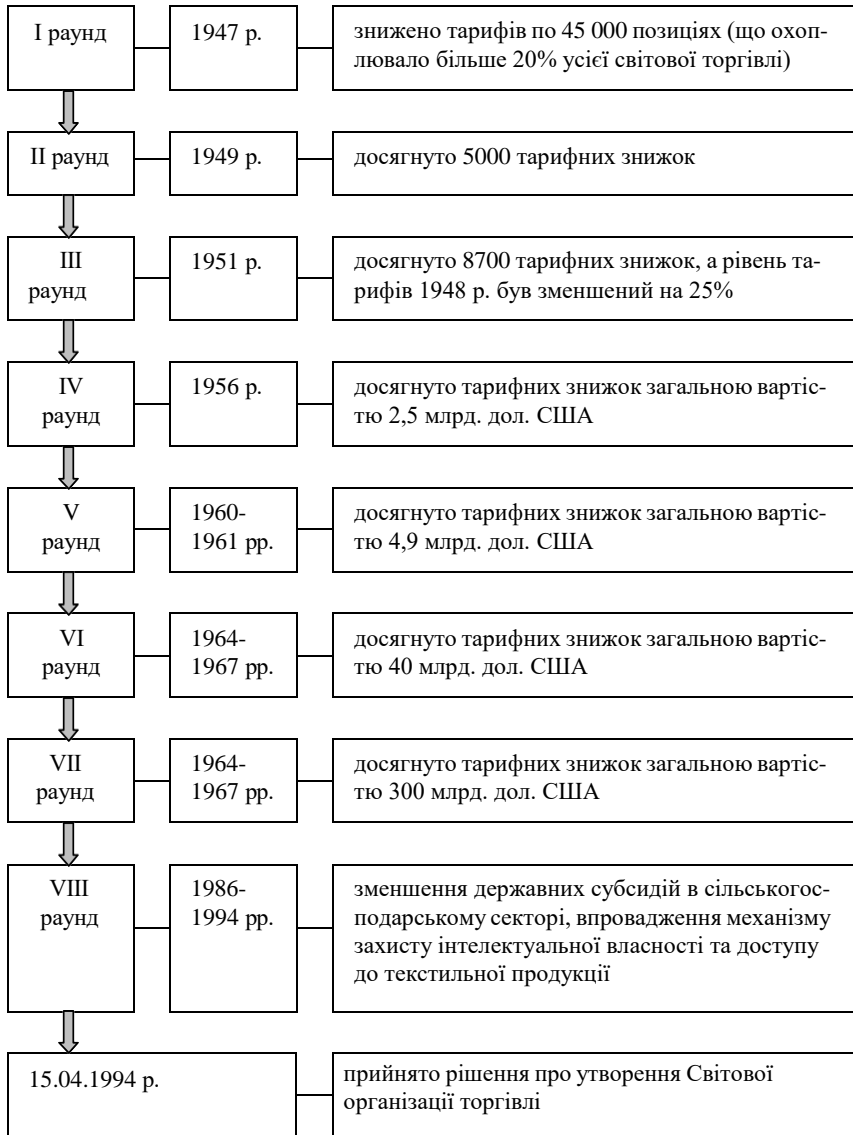 I раунд
1947 р.
знижено тарифів по 45 000 позиціях (що охоп-
лювало більше 20% усієї світової торгівлі)
II раунд
1949 р.
досягнуто 5000 тарифних знижок
III
раунд
1951 р.
досягнуто 8700 тарифних знижок, а рівень та-
рифів 1948 р. був зменшений на 25%
IV
раунд
1956 р.
досягнуто тарифних знижок загальною вартіс-
тю 2,5 млрд. дол. США
V
раунд
1960-
1961 рр.
досягнуто тарифних знижок загальною вартіс-
тю 4,9 млрд. дол. США
VI
раунд
1964-
1967 рр.
досягнуто тарифних знижок загальною вартіс-
тю 40 млрд. дол. США
VII
раунд
1964-
1967 рр.
досягнуто тарифних знижок загальною вартіс-
тю 300 млрд. дол. США
VIII
раунд
1986-
1994 рр.
зменшення державних субсидій в сільськогос-
подарському секторі, впровадження механізму
захисту інтелектуальної власності та доступу
до текстильної продукції
15.04.1994 р.
прийнято рішення про утворення Світової
організації торгівлі